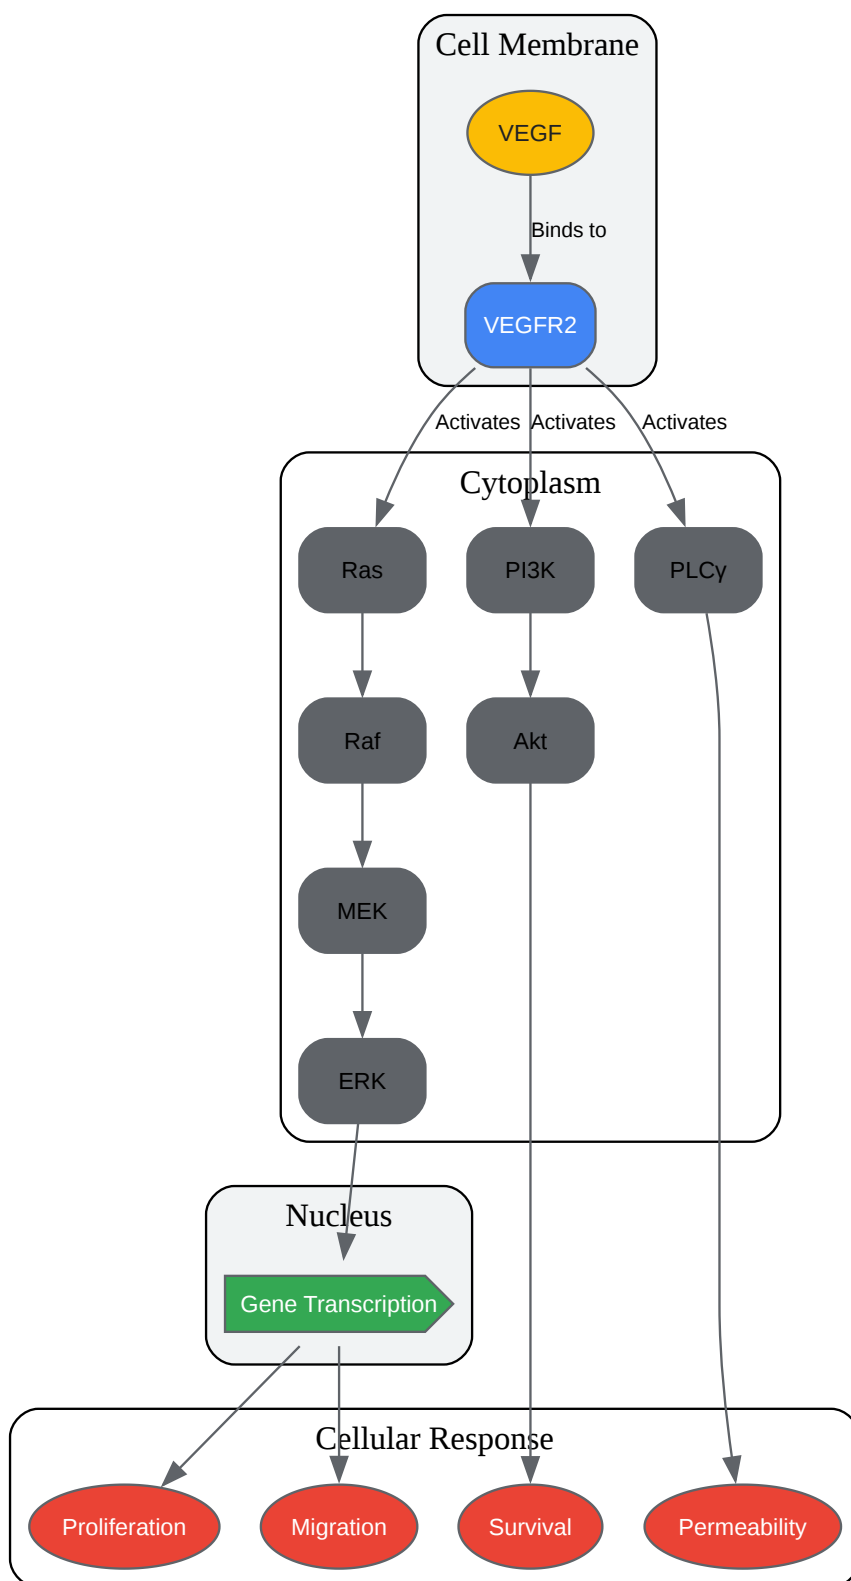 Cell Membrane
VEGF
Binds to
VEGFR2
Activates
Activates
Activates
Cytoplasm
Ras
PI3K
PLCγ
Raf
Akt
MEK
ERK
Nucleus
Gene Transcription
Cellular Response
Proliferation
Migration
Survival
Permeability